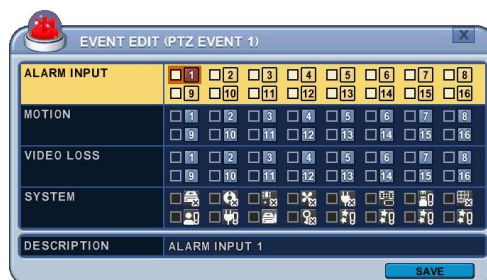 EVENT EDIT (PTZ EVENT 1)
X
ALARM INPUT 1 2 3 4 5 6 7 8
9 10 11 12 13 14 15 16
MOTION 1 2 3 4 5 6 7 8
9 10 11 12 13 14 15 16
VIDEO LOSS 1 2 3 4 5 6 7 8
9 10 11 12 13 14 15 16
SYSTEM
DESCRIPTION ALARM INPUT 1
SAVE